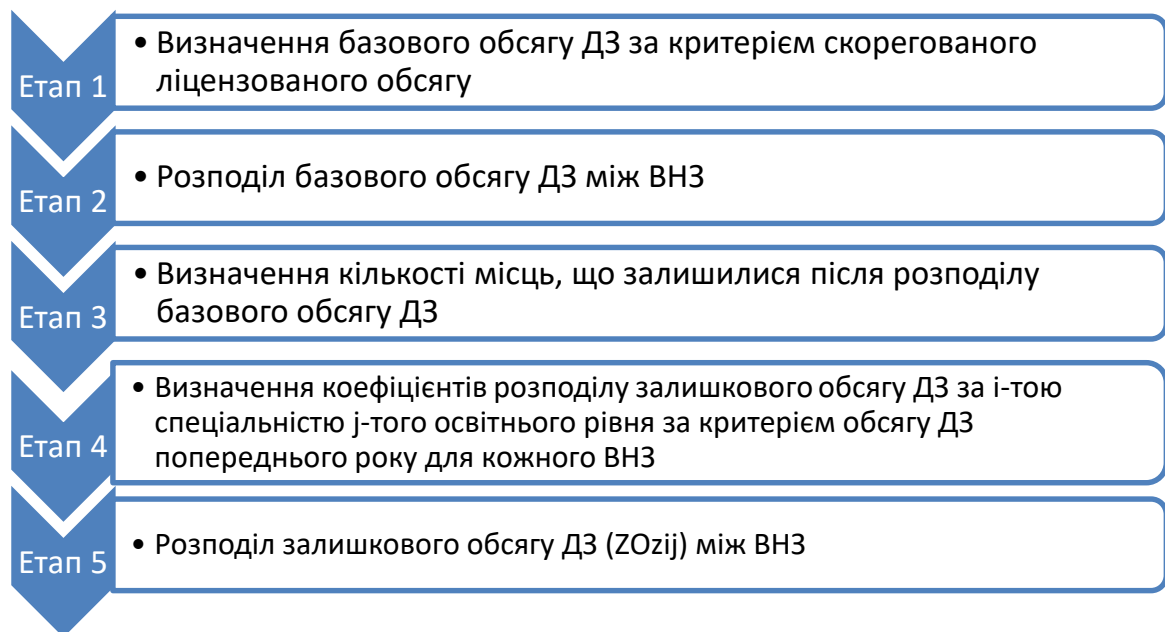 Етап 1
• Визначення базового обсягу ДЗ за критерієм скорегованого
ліцензованого обсягу
Етап 2
• Розподіл базового обсягу ДЗ між ВНЗ
Етап 3
• Визначення кількості місць, що залишилися після розподілу
базового обсягу ДЗ
Етап 4
• Визначення коефіцієнтів розподілу залишкового обсягу ДЗ за і-тою
спеціальністю j-того освітнього рівня за критерієм обсягу ДЗ
попереднього року для кожного ВНЗ
Етап 5
• Розподіл залишкового обсягу ДЗ (ZOzij) між ВНЗ